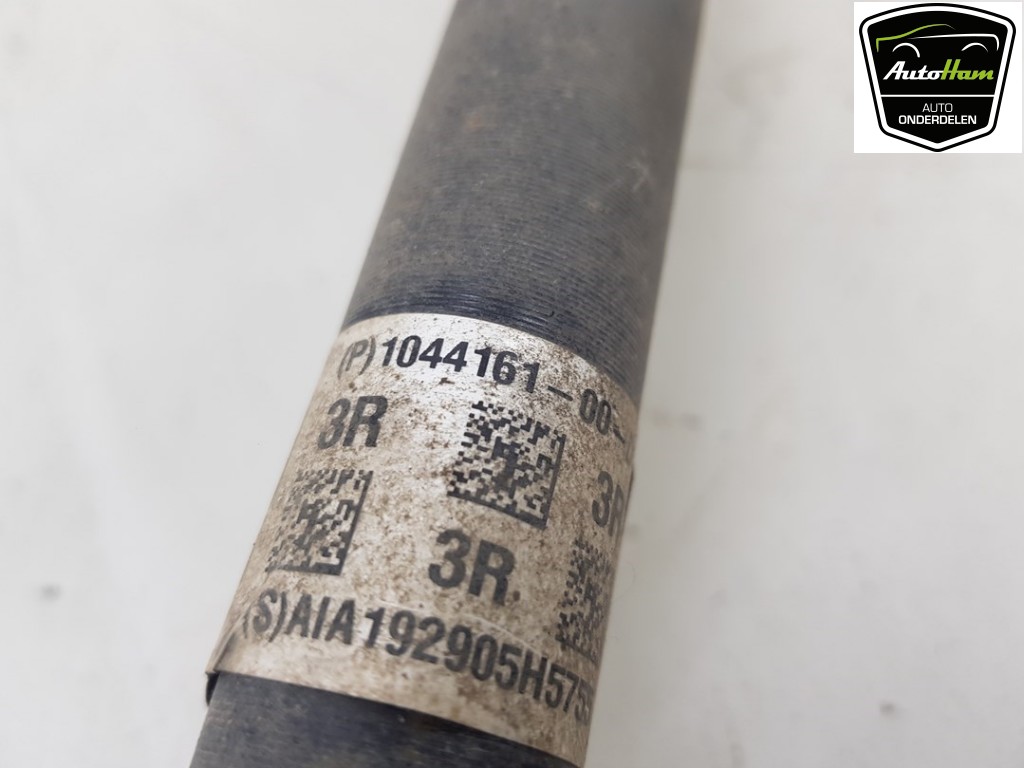 AutoHam
AUTO
ONDERDELEN
(P)1044161-00-
3R
3R
3R
(S)AIA192905H575